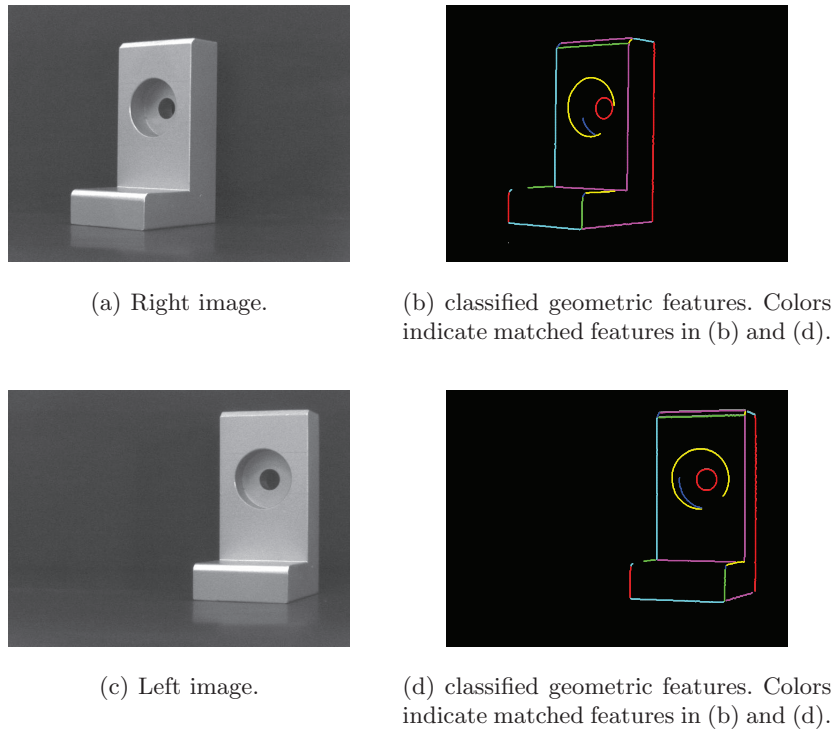 (a) Right image.
(b) classified geometric features. Colors
indicate matched features in (b) and (d).
(c) Left image.
(d) classified geometric features. Colors
indicate matched features in (b) and (d).